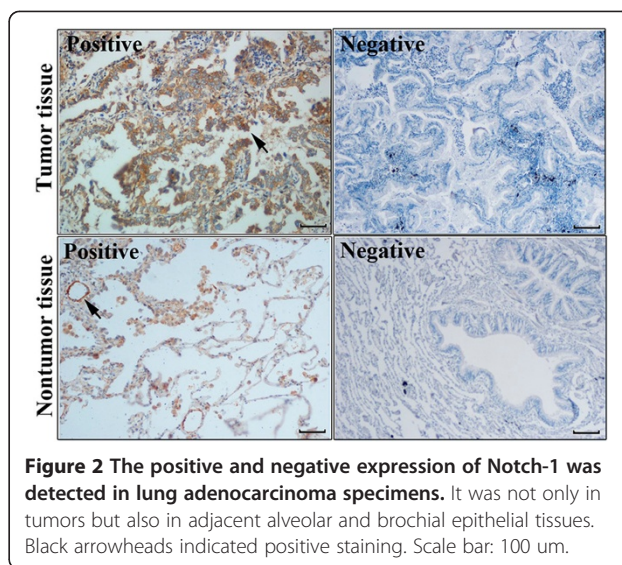 Positive
Negative
Tumor tissue
Positive
Negative
Nontumor tissue
Figure 2 The positive and negative expression of Notch-1 was
detected in lung adenocarcinoma specimens. It was not only in
tumors but also in adjacent alveolar and brochial epithelial tissues.
Black arrowheads indicated positive staining. Scale bar: 100 um.